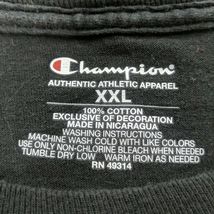 Champion
AUTHENTIC ATHLETIC APPAREL
XXL
100% COTTON
EXCLUSIVE OF DECORATION
MADE IN NICARAGUA
WASHING INSTRUCTIONS
MACHINE WASH COLD WITH LIKE COLORS
USE ONLY NON-CHLORINE BLEACH WHEN NEEDED
TUMBLE DRY LOW WARM IRON AS NEEDED
RN 49314